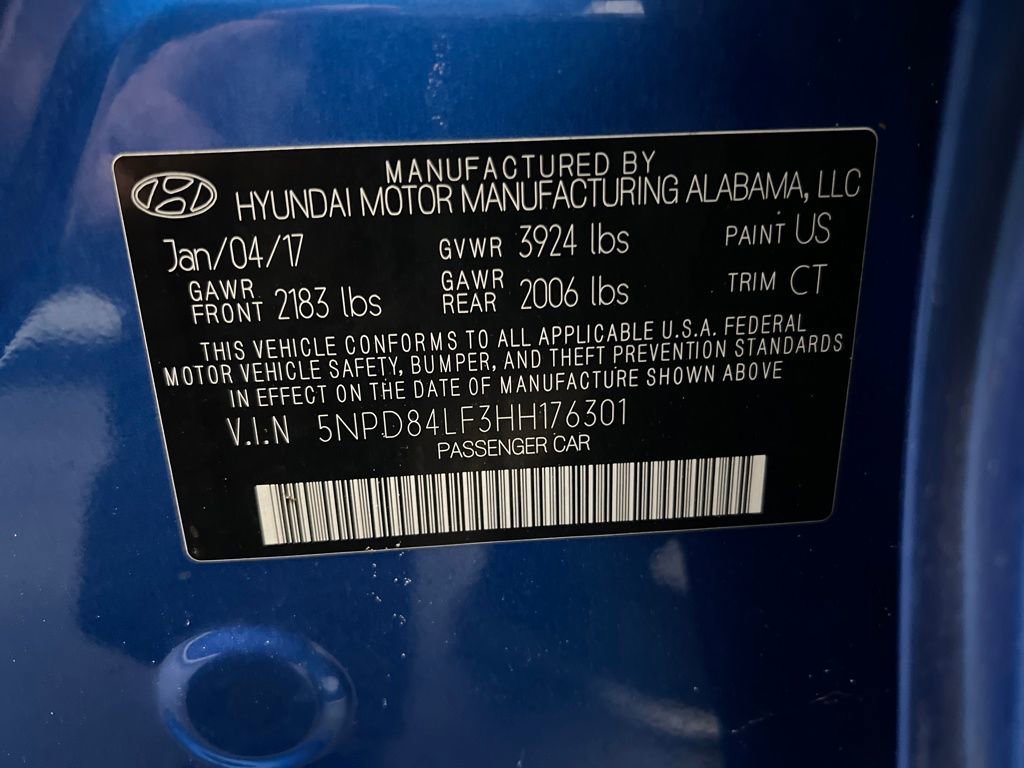 MANUFACTURED BY
HYUNDAI MOTOR MANUFACTURING ALABAMA, LLC
Jan/04/17 GVWR 3924 lbs PAINT US
GAWR FRONT 2183 lbs GAWR REAR 2006 lbs TRIM CT
THIS VEHICLE CONFORMS TO ALL APPLICABLE U.S.A. FEDERAL
MOTOR VEHICLE SAFETY, BUMPER, AND THEFT PREVENTION STANDARDS
IN EFFECT ON THE DATE OF MANUFACTURE SHOWN ABOVE
V.I.N 5NPD84LF3HH176301
PASSENGER CAR